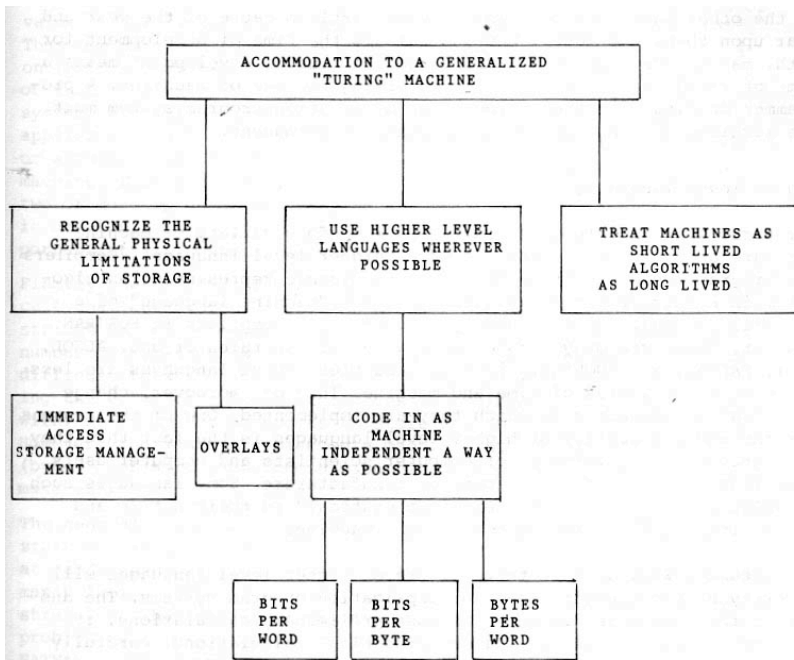 ACCOMMODATION TO A GENERALIZED
"TURING" MACHINE
RECOGNIZE THE
GENERAL PHYSICAL
LIMITATIONS
OF STORAGE
USE HIGHER LEVEL
LANGUAGES WHEREVER
POSSIBLE
TREAT MACHINES AS
SHORT LIVED
ALGORITHMS
AS LONG LIVED
IMMEDIATE
ACCESS
STORAGE MANAGE-
MENT
OVERLAYS
CODE IN AS
MACHINE
INDEPENDENT A WAY
AS POSSIBLE
BITS
PER
WORD
BITS
PER
BYTE
BYTES
PER
WORD